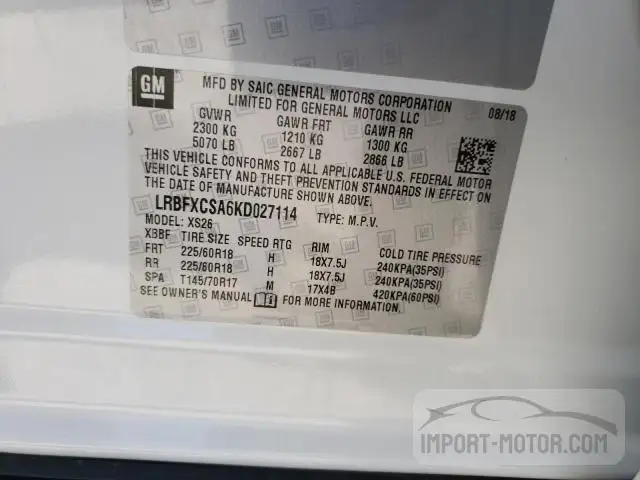 GM
MFD BY SAIC GENERAL MOTORS CORPORATION
LIMITED FOR GENERAL MOTORS LLC
08/18
GVWR GAWR FRT GAWR RR
2300 KG 1210 KG 1300 KG
5070 LB 2667 LB 2866 LB
THIS VEHICLE CONFORMS TO ALL APPLICABLE U.S. FEDERAL MOTOR
VEHICLE SAFETY AND THEFT PREVENTION STANDARDS IN EFFECT ON
THE DATE OF MANUFACTURE SHOWN ABOVE.
LRBFXCSA6KD027114 TYPE: M.P.V.
MODEL: XS26
X3BF TIRE SIZE SPEED RTG RIM COLD TIRE PRESSURE
FRT 225/60R18 H 18X7.5J 240KPA(35PSI)
RR 225/60R18 H 18X7.5J 240KPA(35PSI)
SPA T145/70R17 M 17X4B 420KPA(60PSI)
SEE OWNER'S MANUAL FOR MORE INFORMATION.
IMPORT-MOTOR.COM